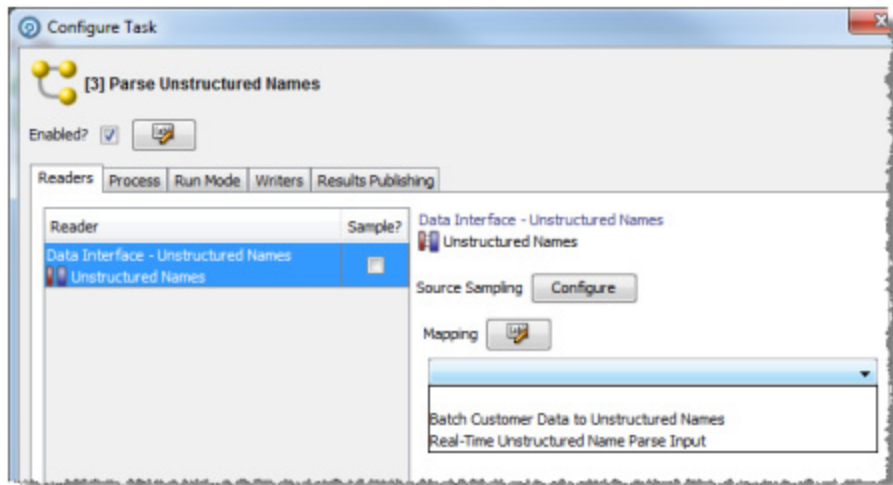 Configure Task
[3] Parse Unstructured Names
Enabled?
Readers Process Run Mode Writers Results Publishing
Reader Sample?
Data Interface - Unstructured Names
Unstructured Names
Data Interface - Unstructured Names
Unstructured Names
Source Sampling Configure
Mapping
Batch Customer Data to Unstructured Names
Real-Time Unstructured Name Parse Input